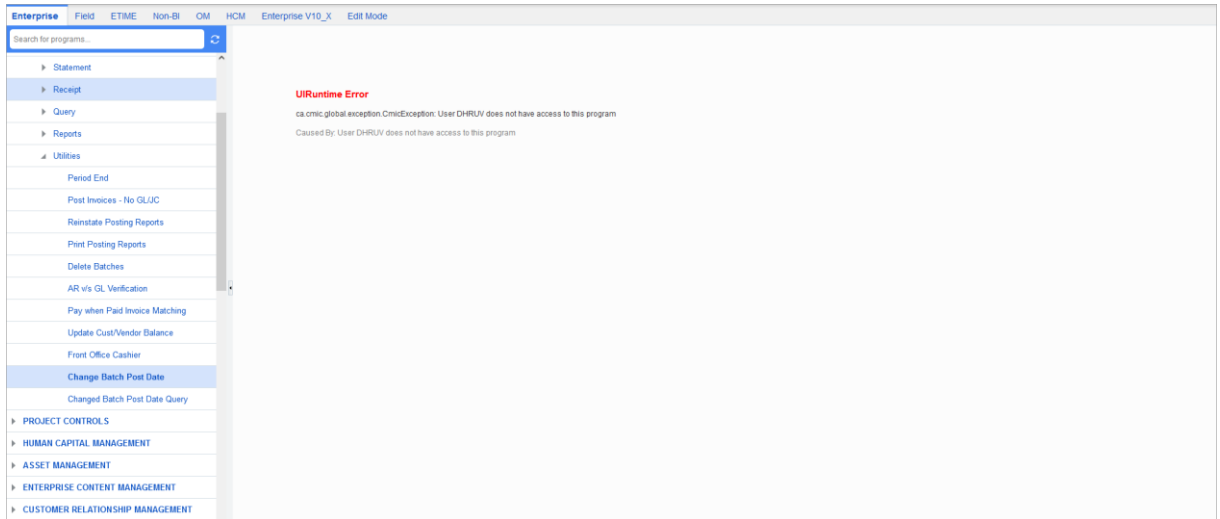 Enterprise Field ETIME Non-BI OM HCM Enterprise V10_X Edit Mode
Search for programs...
Statement
Receipt
Query
Reports
Utilities
Period End
Post Invoices - No GL/JC
Reinstate Posting Reports
Print Posting Reports
Delete Batches
AR v/s GL Verification
Pay when Paid Invoice Matching
Update Cust/Vendor Balance
Front Office Cashier
Change Batch Post Date
Changed Batch Post Date Query
PROJECT CONTROLS
HUMAN CAPITAL MANAGEMENT
ASSET MANAGEMENT
ENTERPRISE CONTENT MANAGEMENT
CUSTOMER RELATIONSHIP MANAGEMENT
UIRuntime Error
ca.cmic.global.exception.CmicException: User DHRUV does not have access to this program
Caused By: User DHRUV does not have access to this program